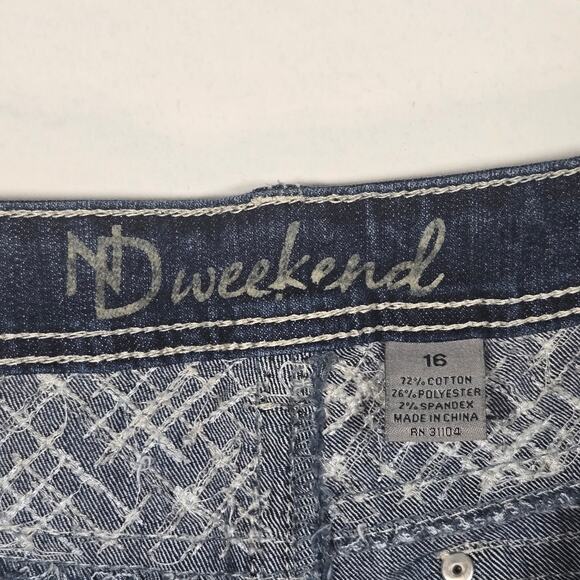 ND weekend
16
72% COTTON
26% POLYESTER
2% SPANDEX
MADE IN CHINA
RN 31104